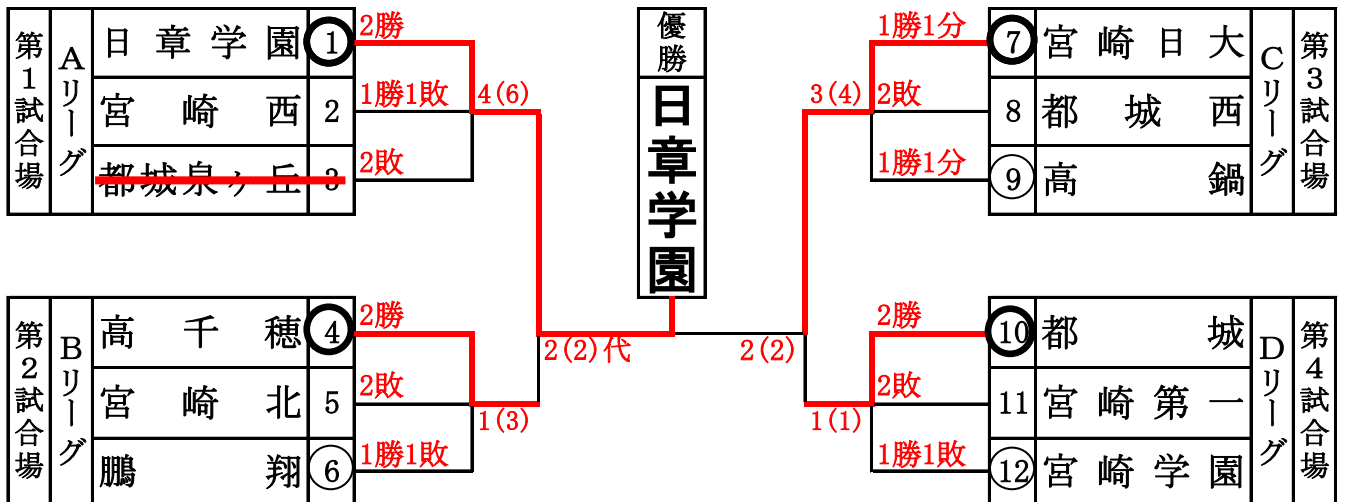 第1試合場
Aリーグ
日章学園 ① 2勝
宮崎西 2 1勝1敗
都城泉ヶ丘 3 2敗
4(6)
第2試合場
Bリーグ
高千穂 ④ 2勝
宮崎北 5 2敗
鵬翔 ⑥ 1勝1敗
1(3)
2(2)代
優勝
日章学園
2(2)
3(4)
1勝1分 ⑦ 宮崎日大
2敗 8 都城西
1勝1分 ⑨ 高鍋
Cリーグ
第3試合場
1(1)
2勝 ⑩ 都城
2敗 11 宮崎第一
1勝1敗 ⑫ 宮崎学園
Dリーグ
第4試合場